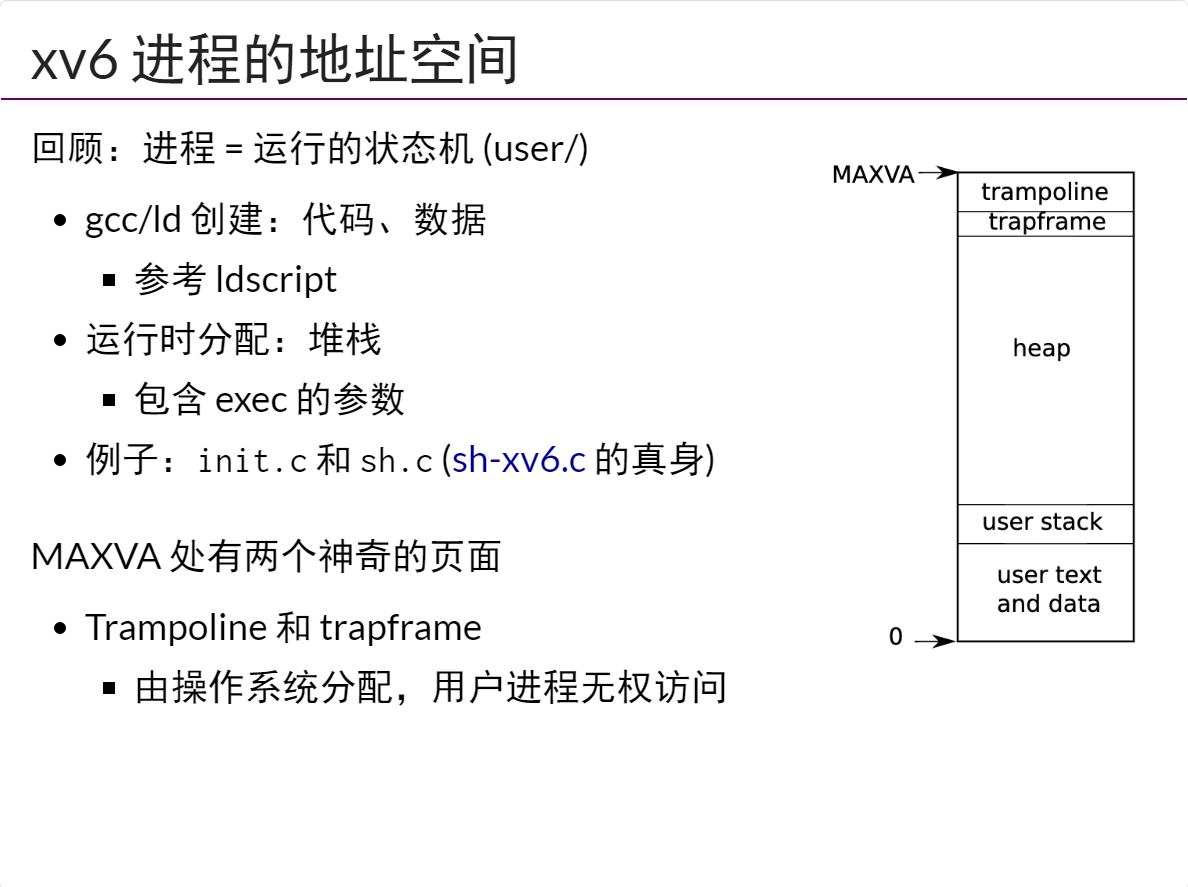 xv6 进程的地址空间
回顾：进程 = 运行的状态机 (user/)
gcc/ld 创建：代码、数据
参考 ldscript
运行时分配：堆栈
包含 exec 的参数
例子：init.c 和 sh.c (sh-xv6.c 的真身)
MAXVA 处有两个神奇的页面
Trampoline 和 trapframe
由操作系统分配，用户进程无权访问
MAXVA
trampoline
trapframe
heap
user stack
user text
and data
0